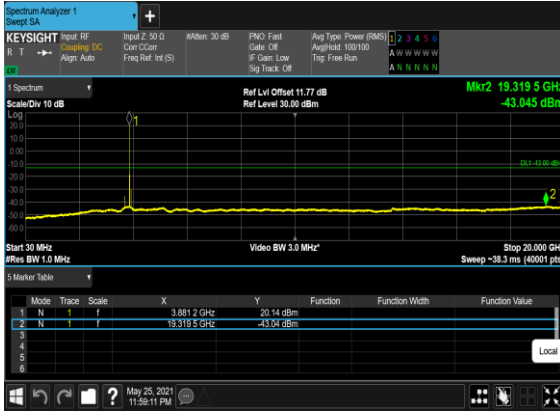 Spectrum Analyzer 1
Swept SA
+
KEYSIGHT Input: RF Input Z: 50 Ω #Atten: 30 dB PNO: Fast Avg Type: Power (RMS) 1 2 3 4 5 6
R T Coupling: DC Corr CCorr Gate: Off Avg|Hold: 100/100 A W W W W W
Align: Auto Freq Ref: Int (S) IF Gain: Low Trig: Free Run
Sig Track: Off A N N N N N
1 Spectrum Ref Lvl Offset 11.77 dB Mkr2 19.319 5 GHz
Scale/Div 10 dB Ref Level 30.00 dBm -43.045 dBm
Log
20.0
10.0
0.00
-10.0
-20.0
-30.0
-40.0
-50.0
-60.0
1
DL1 -13.00 dBm
2
Start 30 MHz Video BW 3.0 MHz* Stop 20.000 GHz
#Res BW 1.0 MHz Sweep ~38.3 ms (40001 pts)
5 Marker Table
Mode Trace Scale X Y Function Function Width Function Value
1 N 1 f 3.881 2 GHz 20.14 dBm
2 N 1 f 19.319 5 GHz -43.04 dBm
3
4
5
6
Local
? May 25, 2021
11:59:11 PM